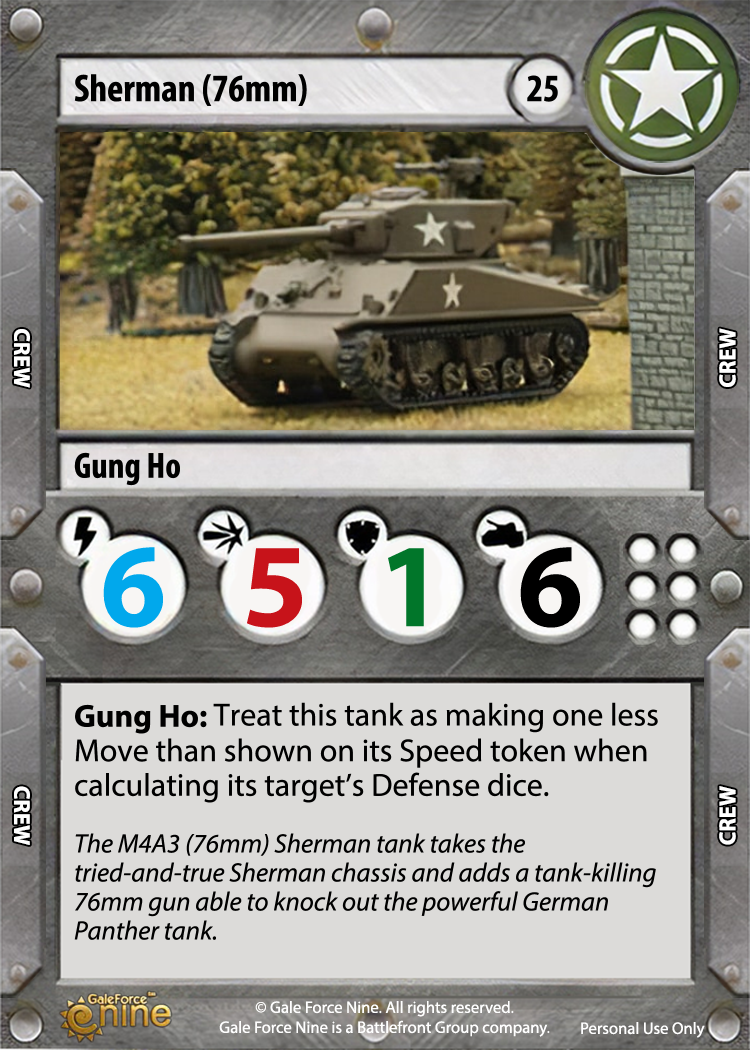 Sherman (76mm)
25
CREW
CREW
Gung Ho
6
5
1
6
Gung Ho: Treat this tank as making one less
Move than shown on its Speed token when
calculating its target's Defense dice.
CREW
CREW
The M4A3 (76mm) Sherman tank takes the
tried-and-true Sherman chassis and adds a tank-killing
76mm gun able to knock out the powerful German
Panther tank.
GaleForce™
nine
© Gale Force Nine. All rights reserved.
Gale Force Nine is a Battlefront Group company.
Personal Use Only